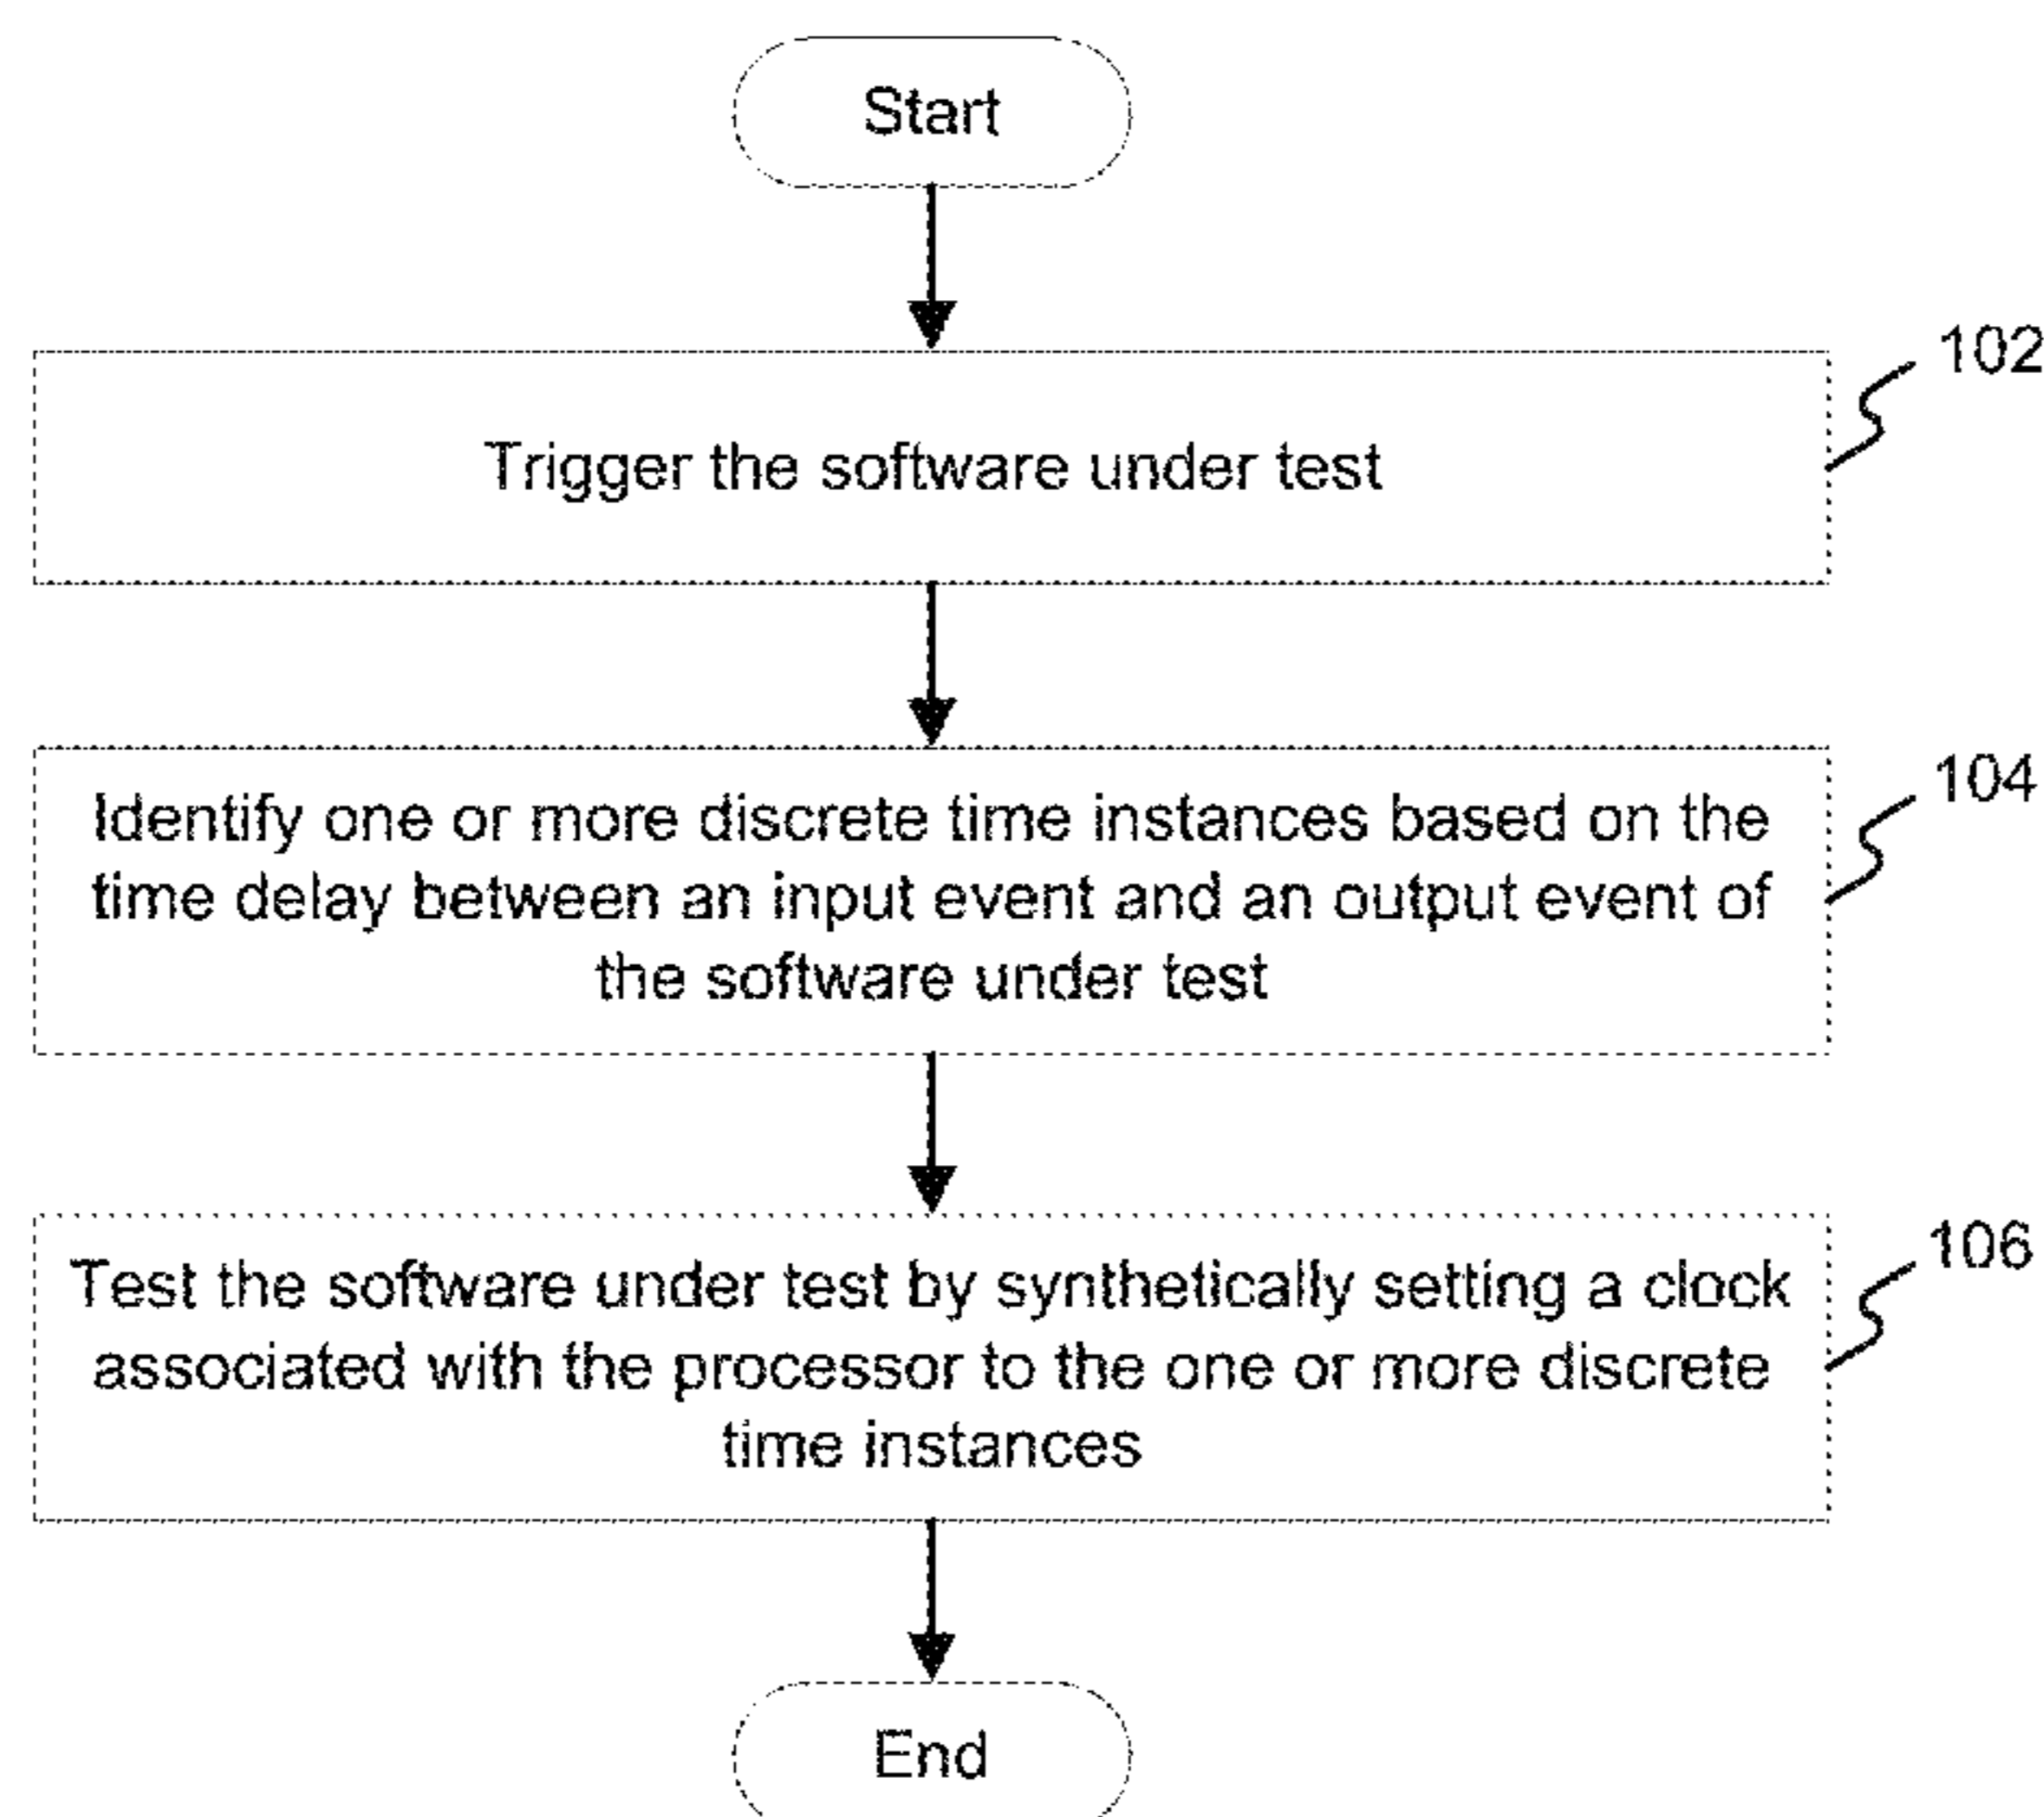 Start
102
Trigger the software under test
104
Identify one or more discrete time instances based on the
time delay between an input event and an output event of
the software under test
106
Test the software under test by synthetically setting a clock
associated with the processor to the one or more discrete
time instances
End